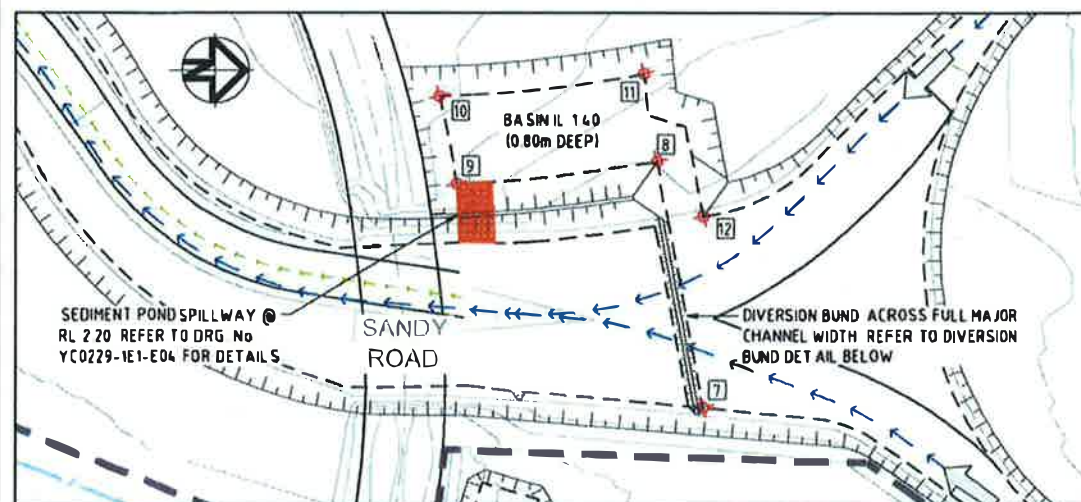 N
11
10
BASIN IL 1.40
(0.80m DEEP)
8
9
12
SEDIMENT POND SPILLWAY @
RL 2.20 REFER TO DRG. No
YC0229-1E1-E04 FOR DETAILS
SANDY
ROAD
DIVERSION BUND ACROSS FULL MAJOR
CHANNEL WIDTH REFER TO DIVERSION
BUND DETAIL BELOW
7